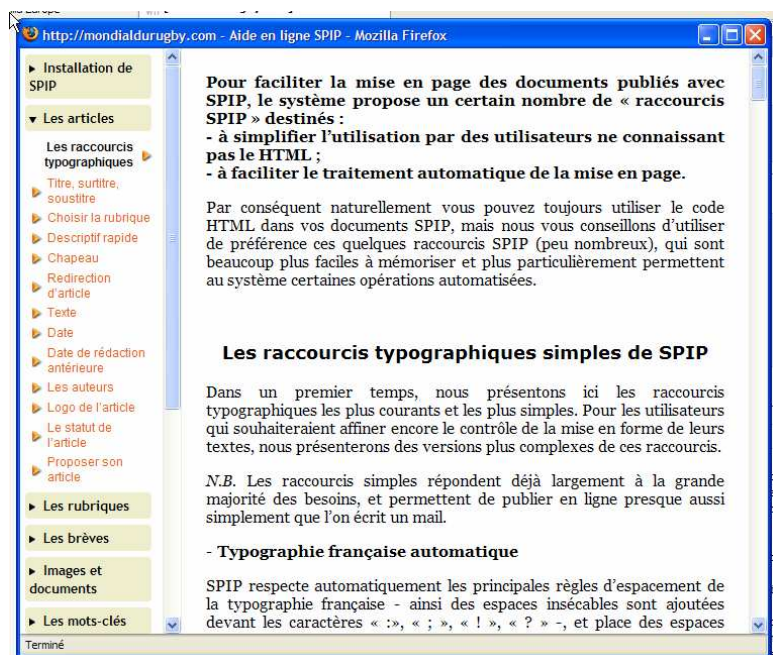 http://mondialdurugby.com - Aide en ligne SPIP - Mozilla Firefox
▸ Installation de
SPIP
▾ Les articles
Les raccourcis
typographiques
Titre, surtitre,
soustitre
Choisir la rubrique
Descriptif rapide
Chapeau
Redirection
d'article
Texte
Date
Date de rédaction
antérieure
Les auteurs
Logo de l'article
Le statut de
l'article
Proposer son
article
▸ Les rubriques
▸ Les brèves
▸ Images et
documents
▸ Les mots-clés
Pour faciliter la mise en page des documents publiés avec
SPIP, le système propose un certain nombre de « raccourcis
SPIP » destinés :
- à simplifier l'utilisation par des utilisateurs ne connaissant
pas le HTML ;
- à faciliter le traitement automatique de la mise en page.
Par conséquent naturellement vous pouvez toujours utiliser le code
HTML dans vos documents SPIP, mais nous vous conseillons d'utiliser
de préférence ces quelques raccourcis SPIP (peu nombreux), qui sont
beaucoup plus faciles à mémoriser et plus particulièrement permettent
au système certaines opérations automatisées.
Les raccourcis typographiques simples de SPIP
Dans un premier temps, nous présentons ici les raccourcis
typographiques les plus courants et les plus simples. Pour les utilisateurs
qui souhaiteraient affiner encore le contrôle de la mise en forme de leurs
textes, nous présenterons des versions plus complexes de ces raccourcis.
N.B. Les raccourcis simples répondent déjà largement à la grande
majorité des besoins, et permettent de publier en ligne presque aussi
simplement que l'on écrit un mail.
- Typographie française automatique
SPIP respecte automatiquement les principales règles d'espacement de
la typographie française - ainsi des espaces insécables sont ajoutées
devant les caractères « :», « ; », « ! », « ? » -, et place des espaces
Terminé